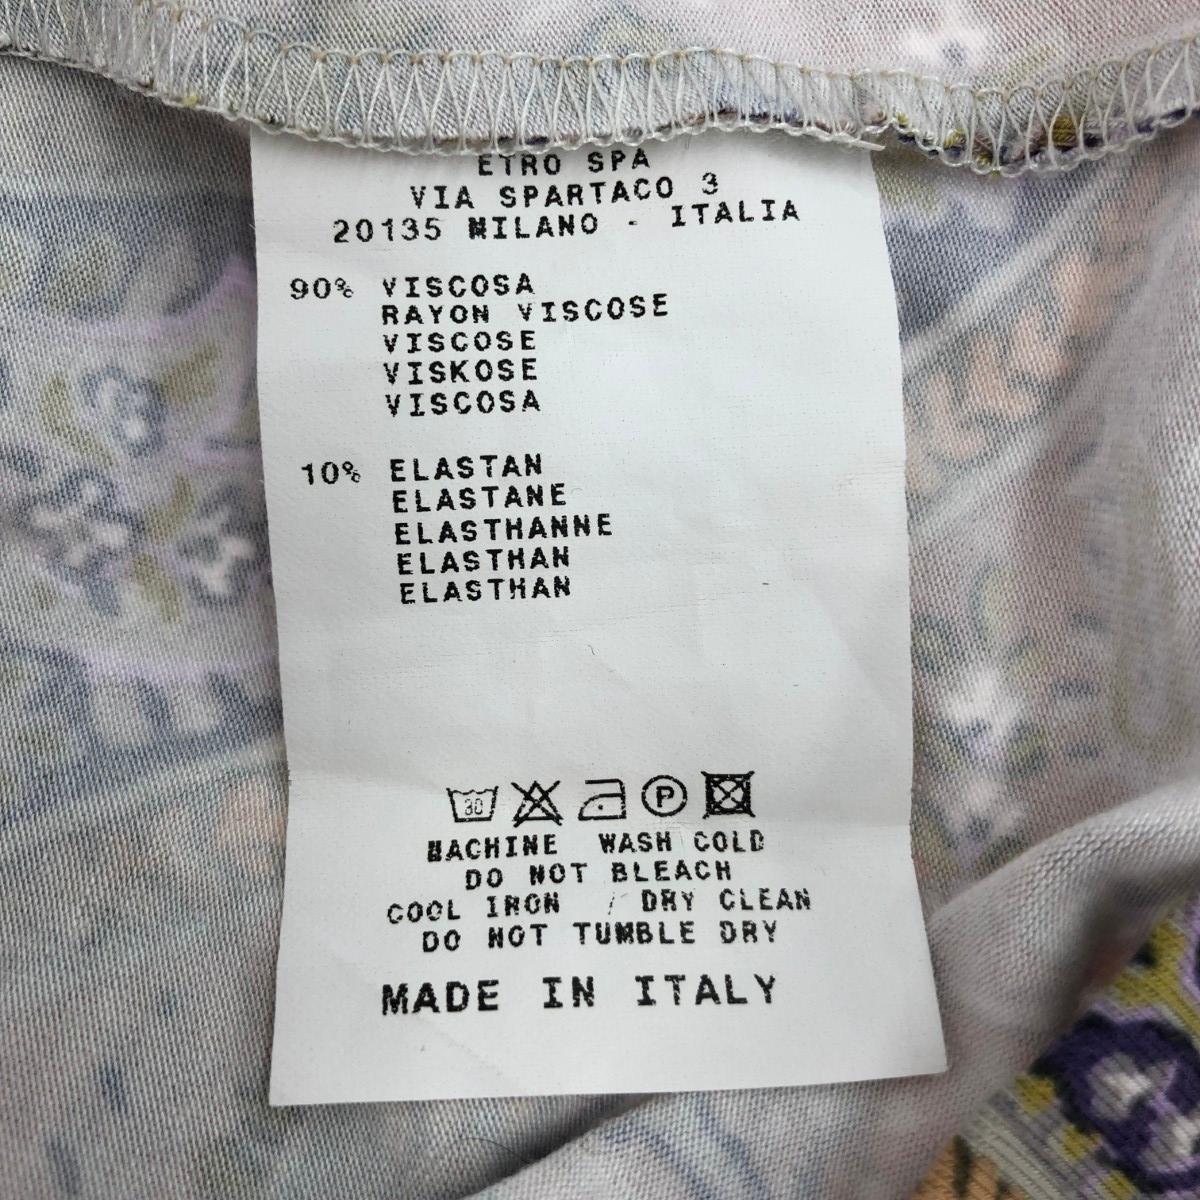 ETRO SPA
VIA SPARTACO 3
20135 MILANO - ITALIA
90% VISCOSA
RAYON VISCOSE
VISCOSE
VISKOSE
VISCOSA
10% ELASTAN
ELASTANE
ELASTHANNE
ELASTHAN
ELASTHAN
30 P
MACHINE WASH COLD
DO NOT BLEACH
COOL IRON / DRY CLEAN
DO NOT TUMBLE DRY
MADE IN ITALY